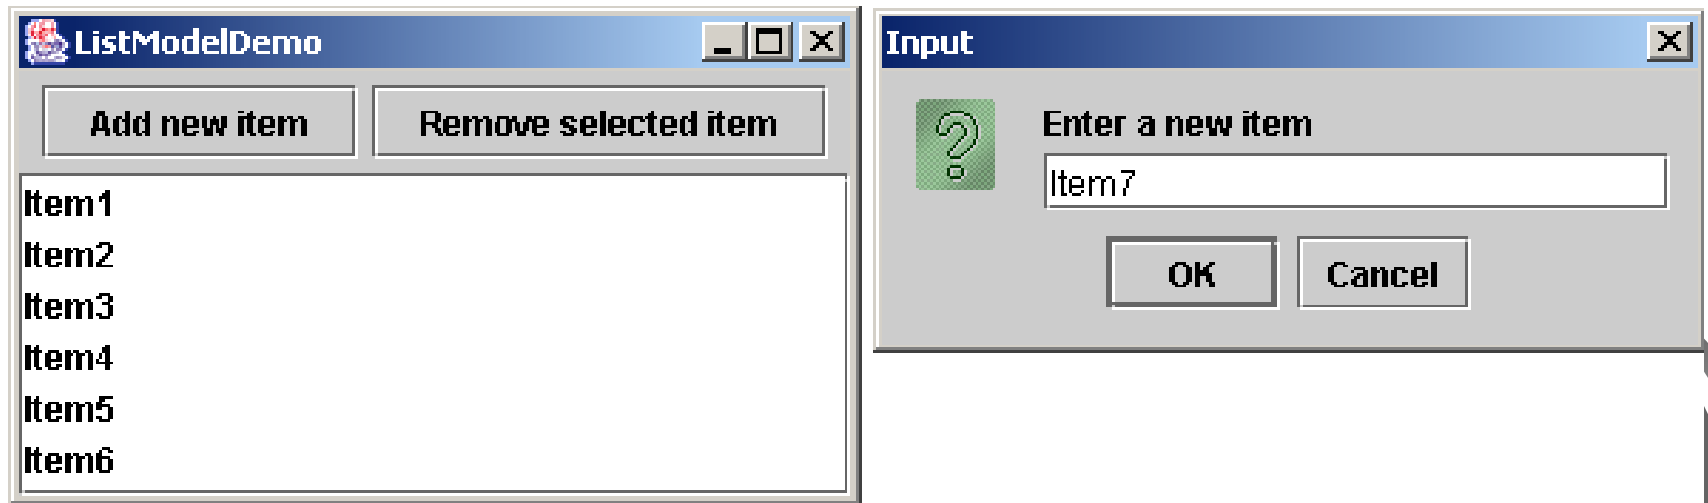 ListModelDemo
Add new item
Remove selected item
Item1
Item2
Item3
Item4
Item5
Item6
Input
Enter a new item
Item7
OK
Cancel